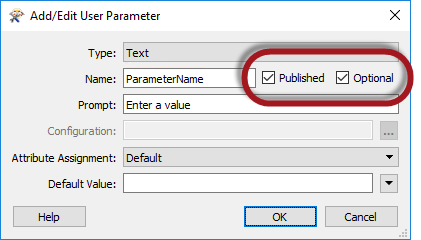 Add/Edit User Parameter
Type: Text
Name: ParameterName Published Optional
Prompt: Enter a value
Configuration: ...
Attribute Assignment: Default
Default Value:
Help OK Cancel